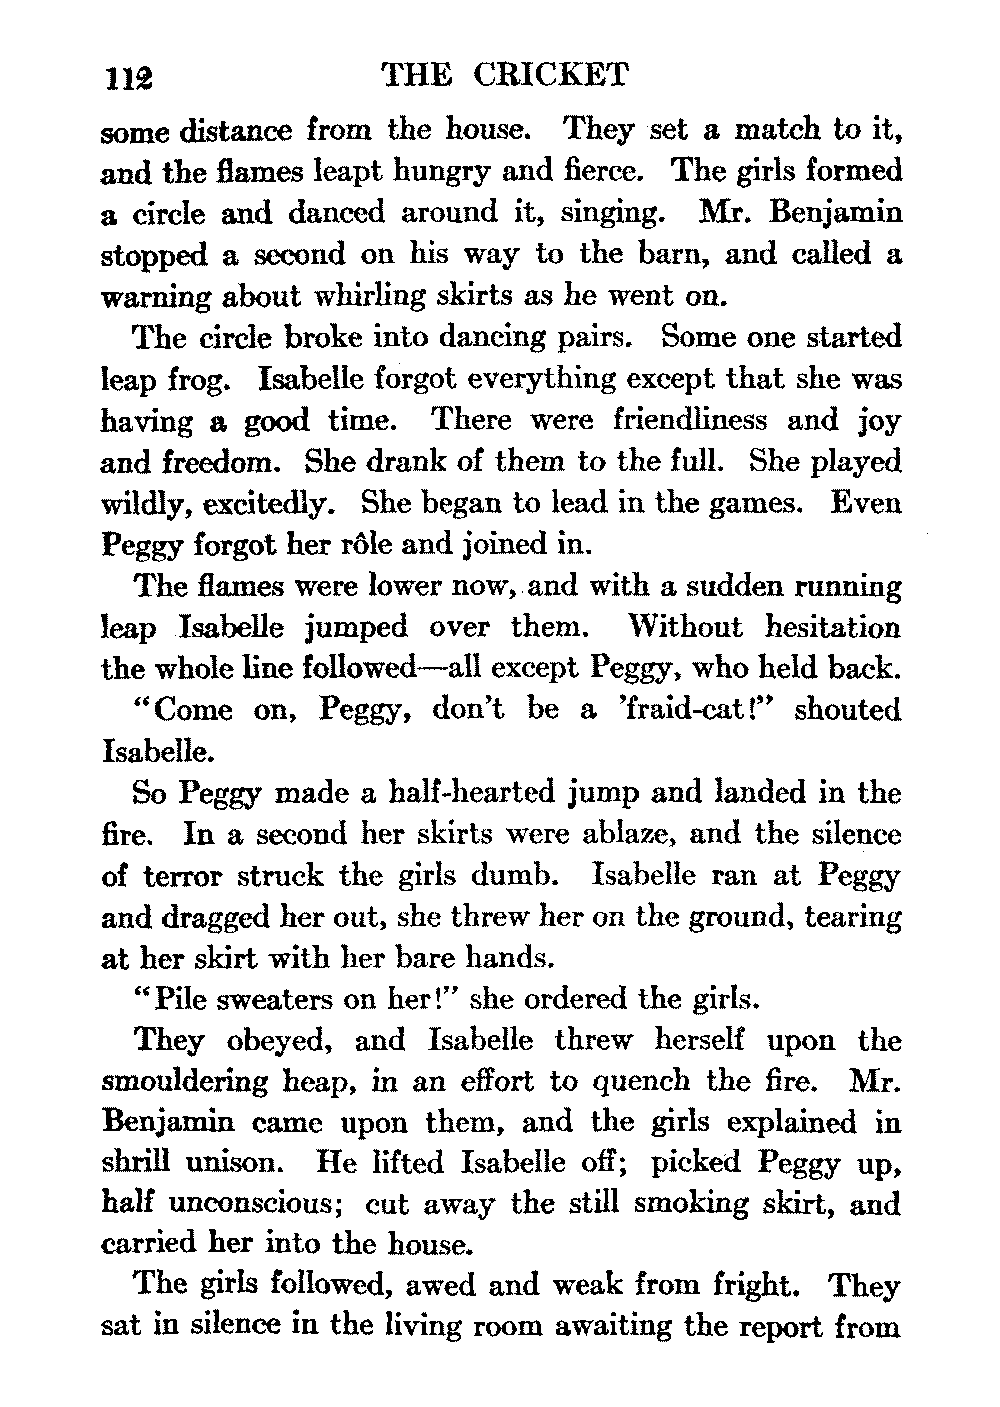 112 THE CRICKET
some distance from the house. They set a match to it,
and the flames leapt hungry and fierce. The girls formed
a circle and danced around it, singing. Mr. Benjamin
stopped a second on his way to the barn, and called a
warning about whirling skirts as he went on.
The circle broke into dancing pairs. Some one started
leap frog. Isabelle forgot everything except that she was
having a good time. There were friendliness and joy
and freedom. She drank of them to the full. She played
wildly, excitedly. She began to lead in the games. Even
Peggy forgot her rôle and joined in.
The flames were lower now, and with a sudden running
leap Isabelle jumped over them. Without hesitation
the whole line followed—all except Peggy, who held back.
“Come on, Peggy, don’t be a ’fraid-cat!” shouted
Isabelle.
So Peggy made a half-hearted jump and landed in the
fire. In a second her skirts were ablaze, and the silence
of terror struck the girls dumb. Isabelle ran at Peggy
and dragged her out, she threw her on the ground, tearing
at her skirt with her bare hands.
“Pile sweaters on her!” she ordered the girls.
They obeyed, and Isabelle threw herself upon the
smouldering heap, in an effort to quench the fire. Mr.
Benjamin came upon them, and the girls explained in
shrill unison. He lifted Isabelle off; picked Peggy up,
half unconscious; cut away the still smoking skirt, and
carried her into the house.
The girls followed, awed and weak from fright. They
sat in silence in the living room awaiting the report from